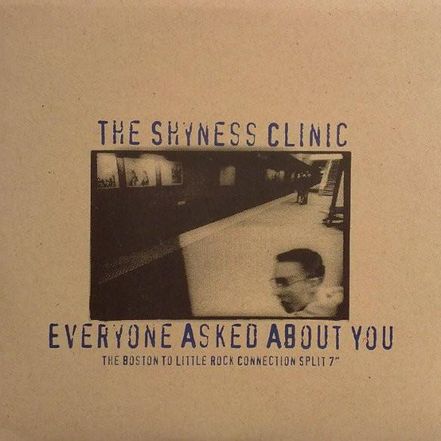 THE SHYNESS CLINIC
EVERYONE ASKED ABOUT YOU
THE BOSTON TO LITTLE ROCK CONNECTION SPLIT 7"